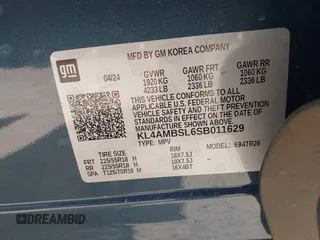 gm
MFD BY GM KOREA COMPANY
04/24 GVWR GAWR FRT GAWR RR
1920 KG 1060 KG 1060 KG
4233 LB 2336 LB 2336 LB
THIS VEHICLE CONFORMS TO ALL
APPLICABLE U.S. FEDERAL MOTOR
VEHICLE SAFETY, BUMPER, AND
THEFT PREVENTION STANDARDS
IN EFFECT ON THE DATE OF
MANUFACTURE SHOWN ABOVE.
KL4AMBSL6SB011629
TYPE: MPV MODEL: 694TR26
TIRE SIZE RIM
FRT 225/55R18 H 18X7.5J
RR 225/55R18 H 18X7.5J
SPA T125/70R16 M 16X4BT
DREAMBID